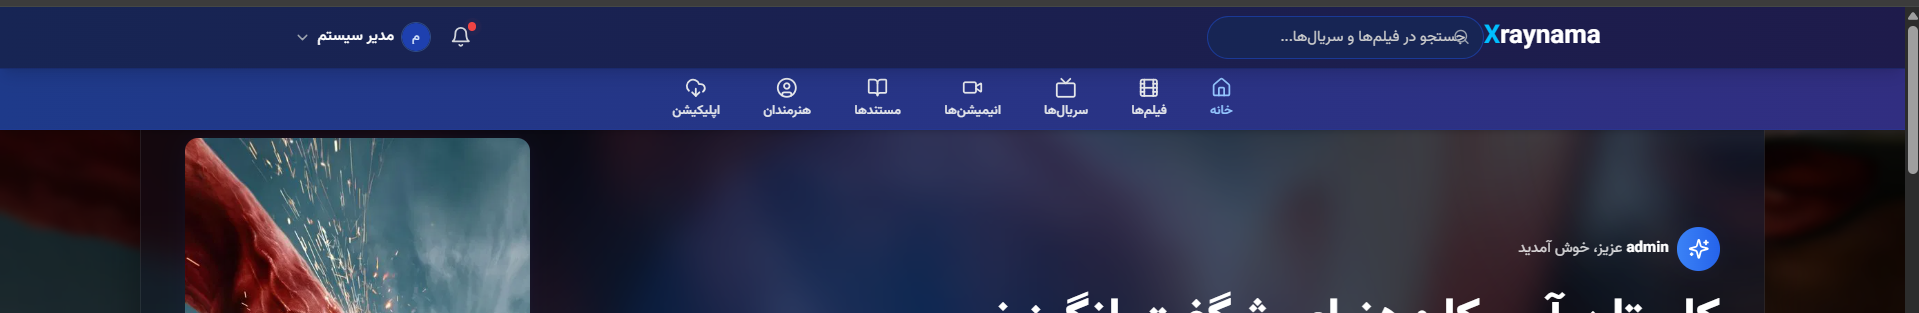 Xraynama
جستجو در فیلم‌ها و سریال‌ها...
م
مدیر سیستم
خانه
فیلم‌ها
سریال‌ها
انیمیشن‌ها
مستندها
هنرمندان
اپلیکیشن
admin عزیز، خوش آمدید